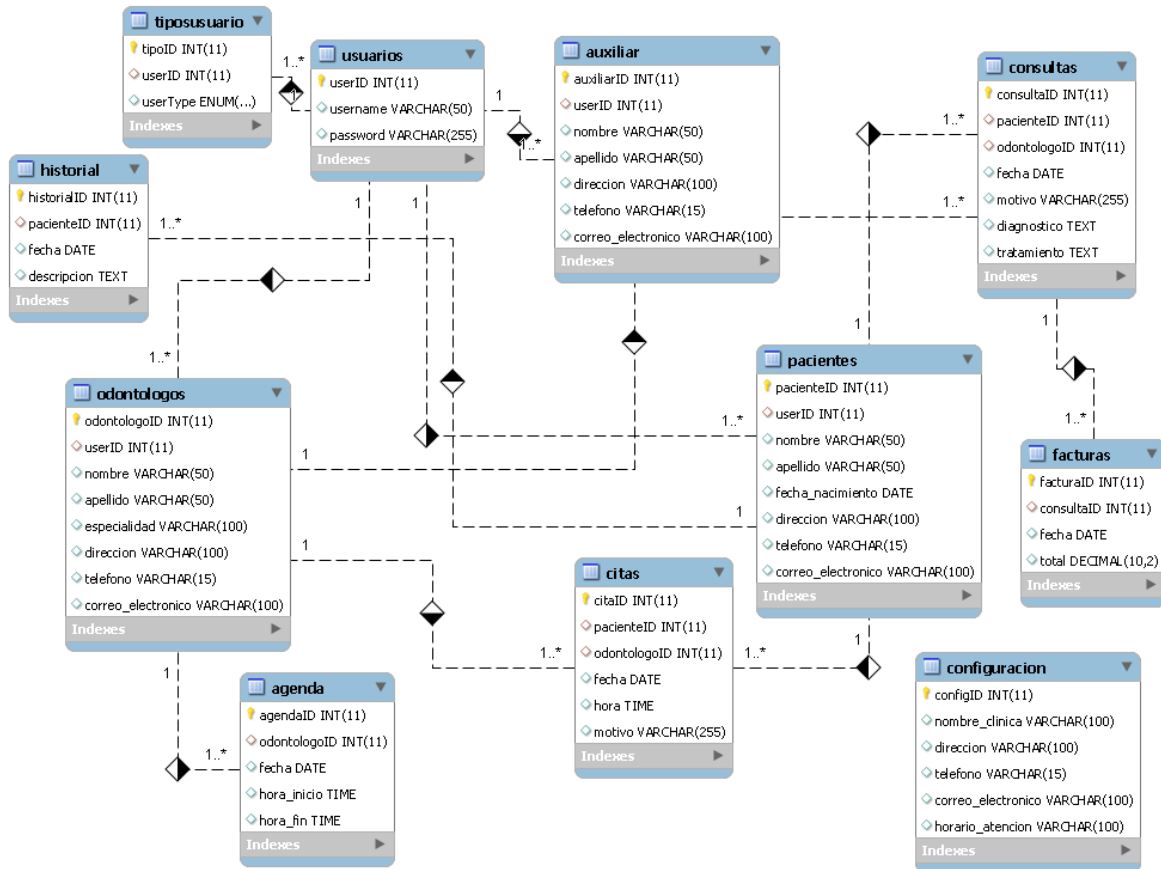 tiposusuario
tipoID INT(11)
userID INT(11)
userType ENUM(...)
Indexes
1..*
1
usuarios
userID INT(11)
username VARCHAR(50)
password VARCHAR(255)
Indexes
1
1..*
1
1
auxiliar
auxiliarID INT(11)
userID INT(11)
nombre VARCHAR(50)
apellido VARCHAR(50)
direccion VARCHAR(100)
telefono VARCHAR(15)
correo_electronico VARCHAR(100)
Indexes
consultas
consultaID INT(11)
pacienteID INT(11)
odontologoID INT(11)
fecha DATE
motivo VARCHAR(255)
diagnostico TEXT
tratamiento TEXT
Indexes
1..*
1..*
1
1..*
historial
historialID INT(11)
pacienteID INT(11)
fecha DATE
descripcion TEXT
Indexes
1..*
1..*
odontologos
odontologoID INT(11)
userID INT(11)
nombre VARCHAR(50)
apellido VARCHAR(50)
especialidad VARCHAR(100)
direccion VARCHAR(100)
telefono VARCHAR(15)
correo_electronico VARCHAR(100)
Indexes
1
1
1
1
pacientes
pacienteID INT(11)
userID INT(11)
nombre VARCHAR(50)
apellido VARCHAR(50)
fecha_nacimiento DATE
direccion VARCHAR(100)
telefono VARCHAR(15)
correo_electronico VARCHAR(100)
Indexes
1..*
1
1
facturas
facturaID INT(11)
consultaID INT(11)
fecha DATE
total DECIMAL(10,2)
Indexes
citas
citaID INT(11)
pacienteID INT(11)
odontologoID INT(11)
fecha DATE
hora TIME
motivo VARCHAR(255)
Indexes
1..*
1..*
agenda
agendaID INT(11)
odontologoID INT(11)
fecha DATE
hora_inicio TIME
hora_fin TIME
Indexes
1..*
configuracion
configID INT(11)
nombre_clinica VARCHAR(100)
direccion VARCHAR(100)
telefono VARCHAR(15)
correo_electronico VARCHAR(100)
horario_atencion VARCHAR(100)
Indexes